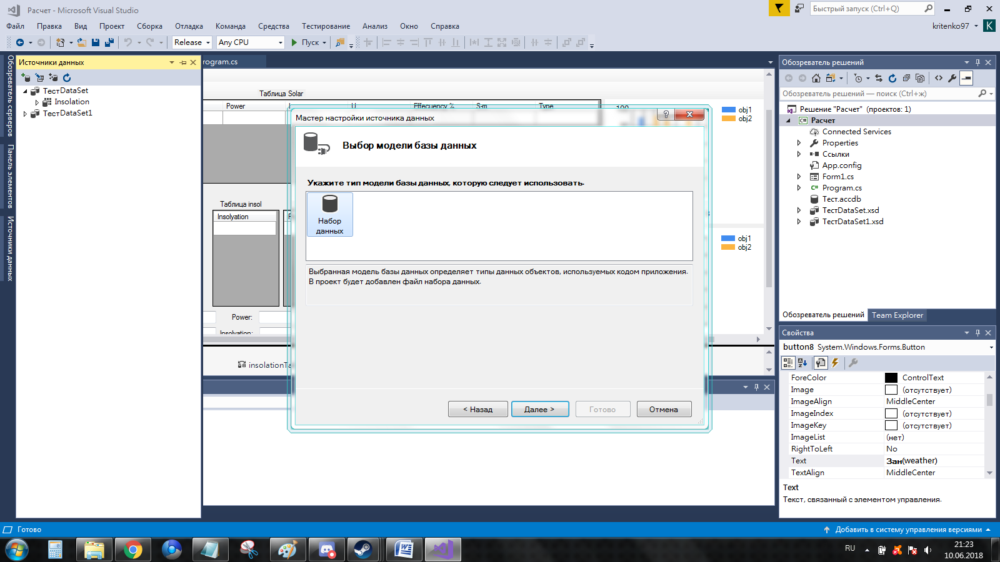 Расчет - Microsoft Visual Studio
Быстрый запуск (Ctrl+Q)
Файл Правка Вид Проект Сборка Отладка Команда Средства Тестирование Анализ Окно Справка
kritenko97 K
Release Any CPU Пуск
Обозреватель серверов
Панель элементов
Источники данных
Источники данных
ТестDataSet
Insolation
ТестDataSet1
rogram.cs
Таблица Solar
Power
U
Effecuency %
S:m
Type
100
obj1
obj2
Таблица insol
Insolyation
obj1
obj2
Power:
Insolyation:
insolationTa
Мастер настройки источника данных
Выбор модели базы данных
Укажите тип модели базы данных, которую следует использовать.
Набор
данных
Выбранная модель базы данных определяет типы данных объектов, используемых кодом приложения.
В проект будет добавлен файл набора данных.
< Назад Далее > Готово Отмена
Обозреватель решений
Обозреватель решений — поиск (Ctrl+ж)
Решение "Расчет" (проектов: 1)
C# Расчет
Connected Services
Properties
Ссылки
App.config
Form1.cs
C# Program.cs
Тест.accdb
ТестDataSet.xsd
ТестDataSet1.xsd
Обозреватель решений Team Explorer
Свойства
button8 System.Windows.Forms.Button
ForeColor ControlText
Image (отсутствует)
ImageAlign MiddleCenter
ImageIndex (отсутствует)
ImageKey (отсутствует)
ImageList (нет)
RightToLeft No
Text Зан(weather)
TextAlign MiddleCenter
Text
Текст, связанный с элементом управления.
Готово
Добавить в систему управления версиями
RU
21:23
10.06.2018